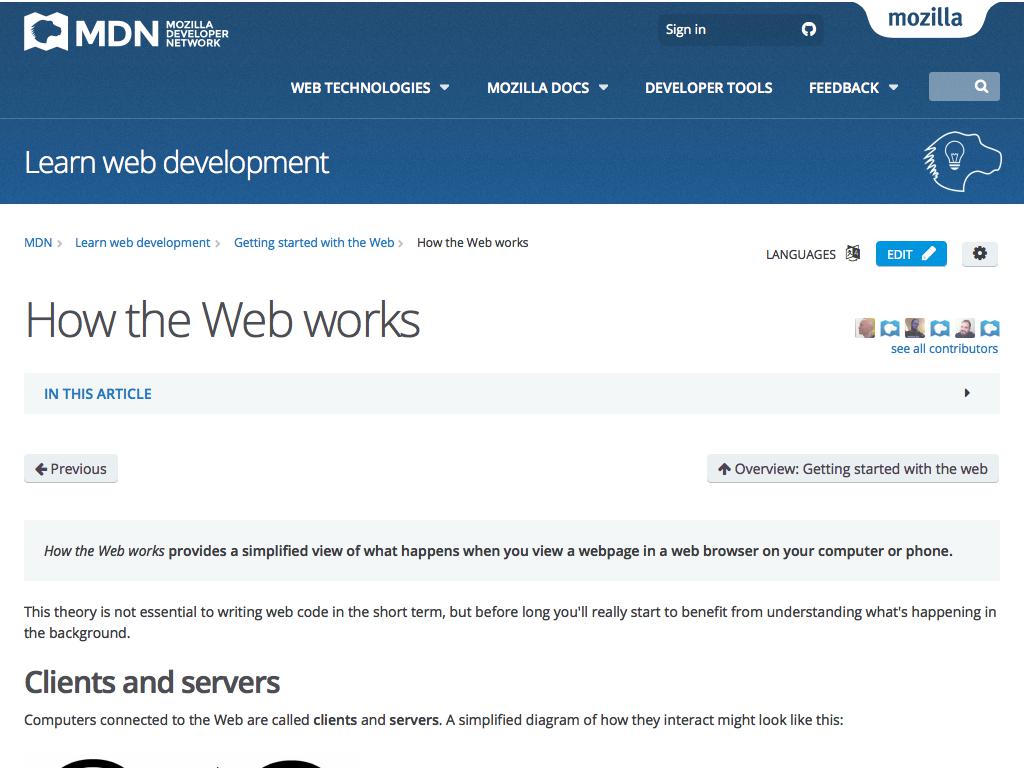 MDN MOZILLA
DEVELOPER
NETWORK
Sign in
mozilla
WEB TECHNOLOGIES
MOZILLA DOCS
DEVELOPER TOOLS
FEEDBACK
Learn web development
MDN
Learn web development
Getting started with the Web
How the Web works
LANGUAGES
EDIT
How the Web works
see all contributors
IN THIS ARTICLE
Previous
Overview: Getting started with the web
How the Web works provides a simplified view of what happens when you view a webpage in a web browser on your computer or phone.
This theory is not essential to writing web code in the short term, but before long you'll really start to benefit from understanding what's happening in
the background.
Clients and servers
Computers connected to the Web are called clients and servers. A simplified diagram of how they interact might look like this: